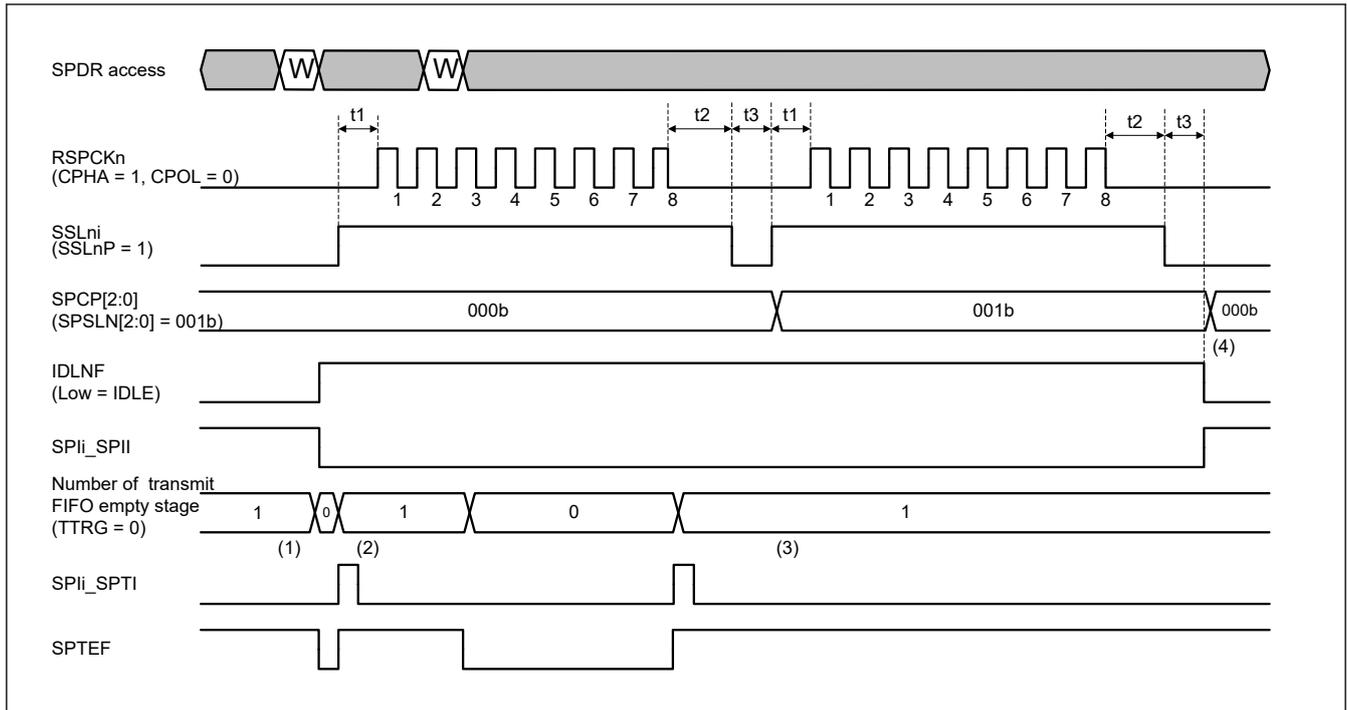 SPDR access W W
t1 t2 t3 t1 t2 t3
RSPCKn
(CPHA = 1, CPOL = 0)
1 2 3 4 5 6 7 8 1 2 3 4 5 6 7 8
SSLni
(SSLnP = 1)
SPCP[2:0]
(SPSLN[2:0] = 001b)
000b 001b 000b
(4)
IDLNF
(Low = IDLE)
SPIi_SPII
Number of transmit
FIFO empty stage
(TTRG = 0)
1 0 1 0 1
(1) (2) (3)
SPIi_SPTI
SPTEF